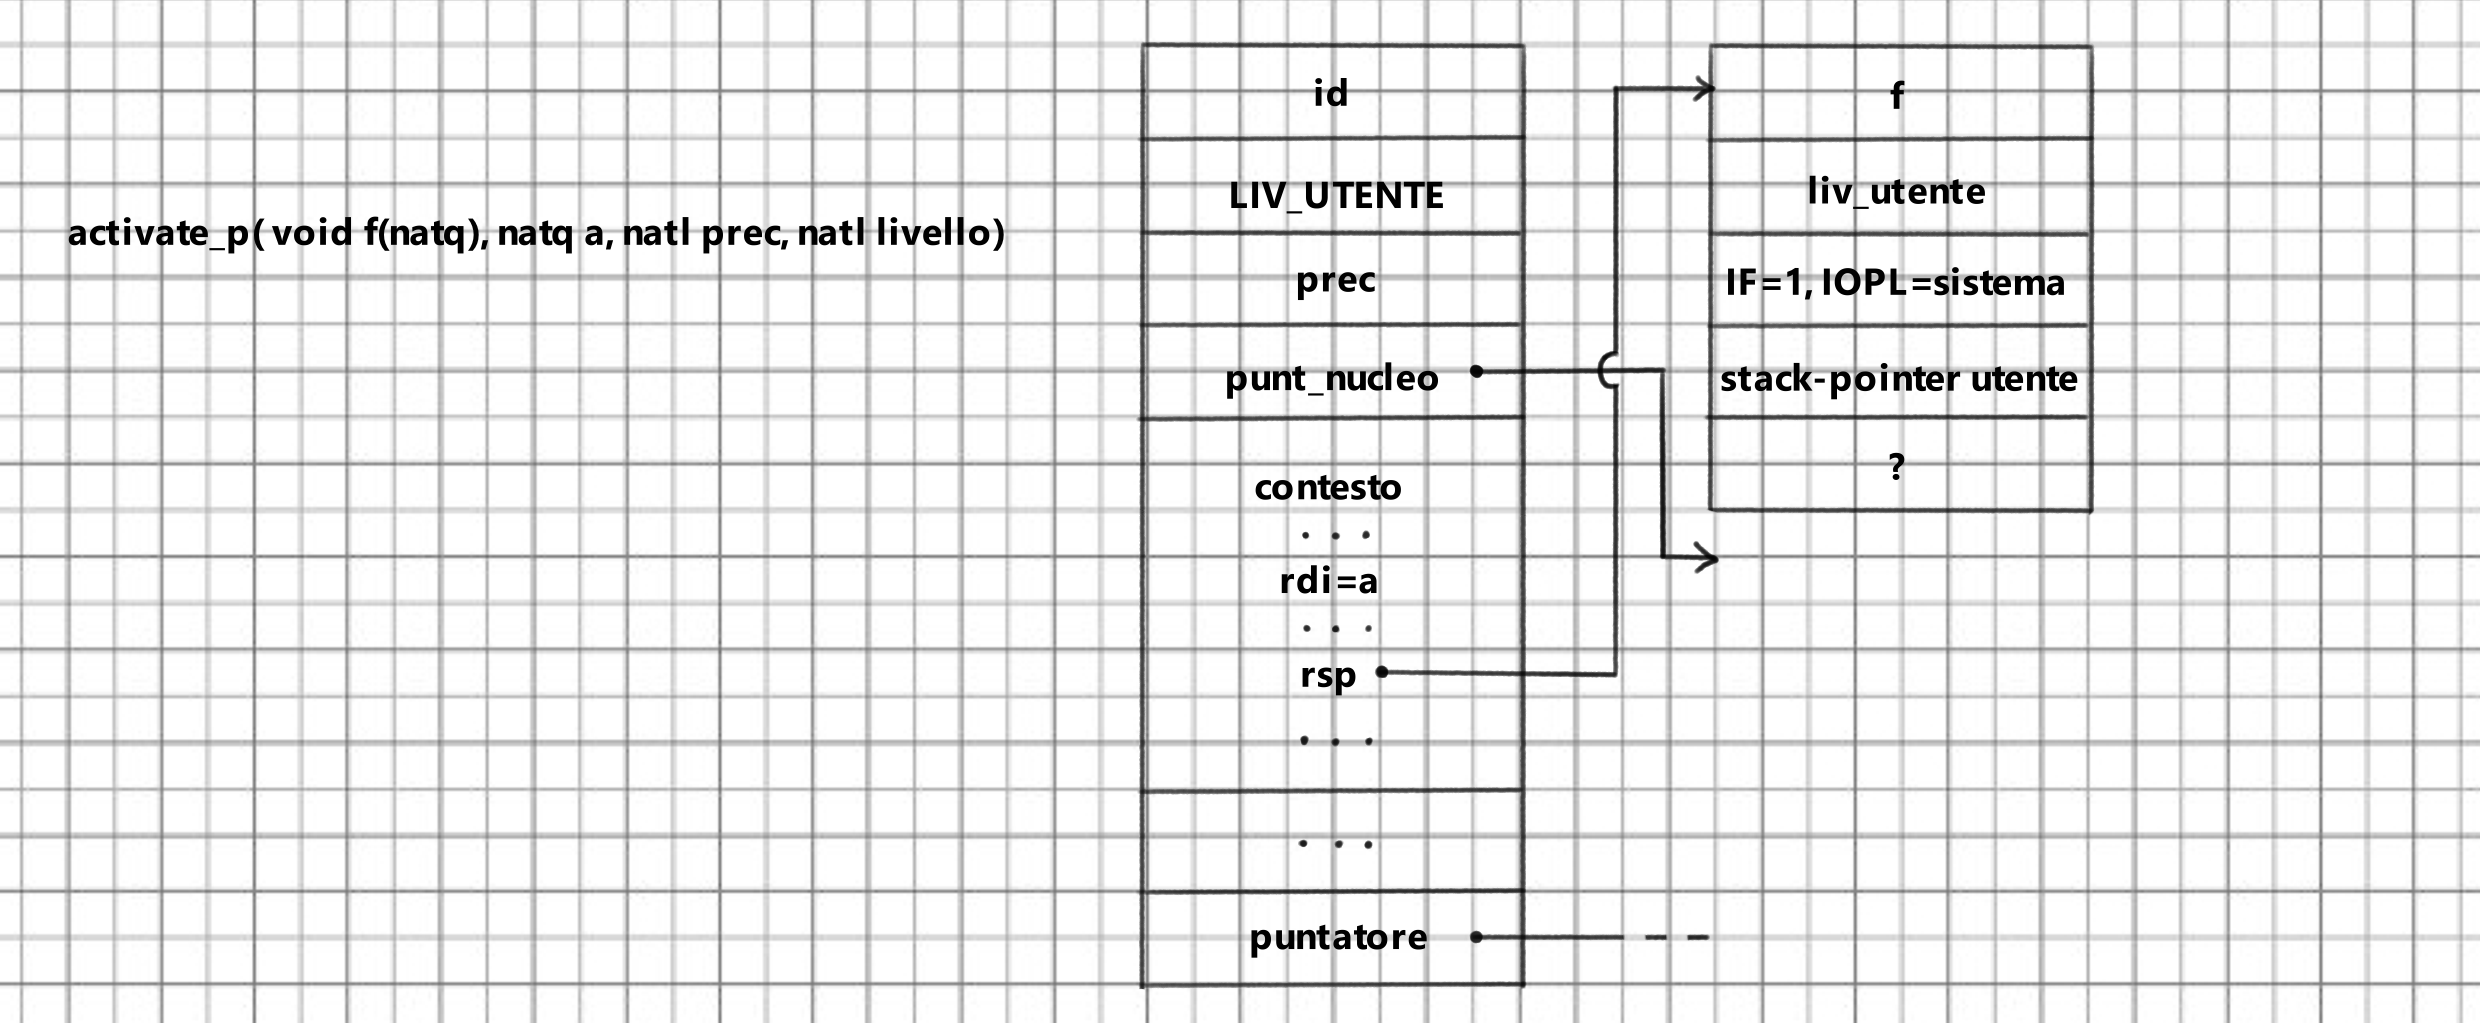 activate_p( void f(natq), natq a, natl prec, natl livello)
id
LIV_UTENTE
prec
punt_nucleo
contesto
. . .
rdi=a
. . .
rsp
. . .
. . .
puntatore
f
liv_utente
IF=1, IOPL=sistema
stack-pointer utente
?